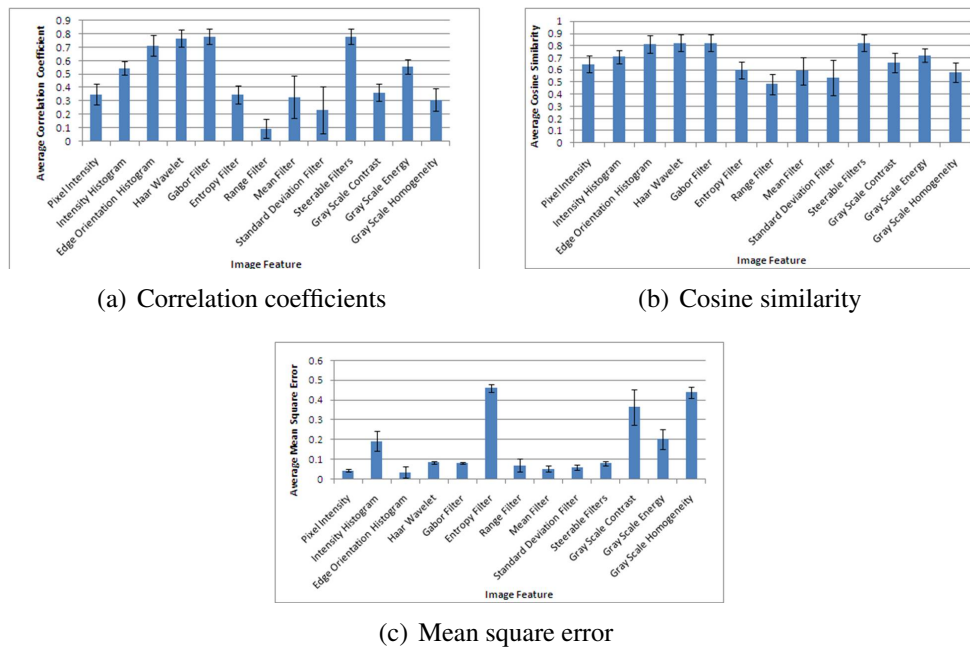 Average Correlation Coefficient
0.9
0.8
0.7
0.6
0.5
0.4
0.3
0.2
0.1
0
Pixel Intensity
Intensity Histogram
Edge Orientation Histogram
Haar Wavelet
Gabor Filter
Entropy Filter
Range Filter
Mean Filter
Standard Deviation Filter
Steerable Filters
Gray Scale Contrast
Gray Scale Energy
Gray Scale Homogeneity
Image Feature
(a) Correlation coefficients
Average Cosine Similarity
1
0.9
0.8
0.7
0.6
0.5
0.4
0.3
0.2
0.1
0
Pixel Intensity
Intensity Histogram
Edge Orientation Histogram
Haar Wavelet
Gabor Filter
Entropy Filter
Range Filter
Mean Filter
Standard Deviation Filter
Steerable Filters
Gray Scale Contrast
Gray Scale Energy
Gray Scale Homogeneity
Image Feature
(b) Cosine similarity
Average Mean Square Error
0.6
0.5
0.4
0.3
0.2
0.1
0
Pixel Intensity
Intensity Histogram
Edge Orientation Histogram
Haar Wavelet
Gabor Filter
Entropy Filter
Range Filter
Mean Filter
Standard Deviation Filter
Steerable Filters
Gray Scale Contrast
Gray Scale Energy
Gray Scale Homogeneity
Image Feature
(c) Mean square error